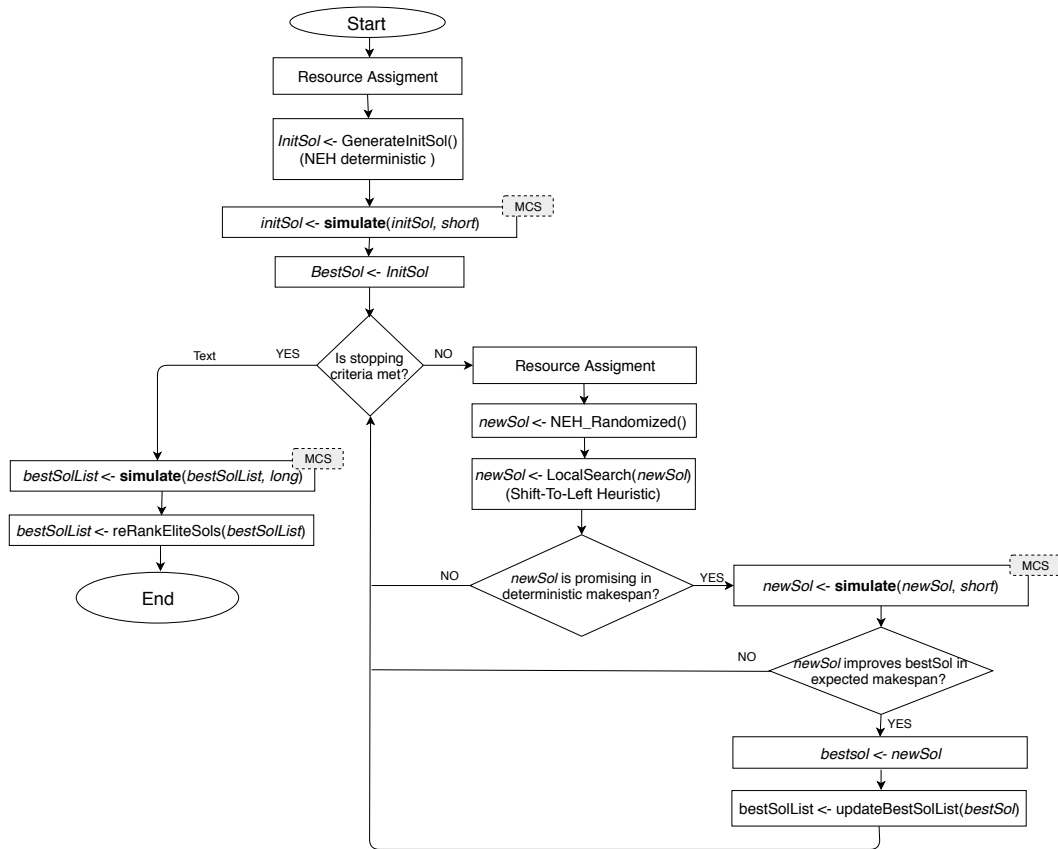 Start
Resource Assigment
InitSol <- GenerateInitSol()
(NEH deterministic )
MCS
initSol <- simulate(initSol, short)
BestSol <- InitSol
Is stopping
criteria met?
YES
Text
NO
Resource Assigment
newSol <- NEH_Randomized()
newSol <- LocalSearch(newSol)
(Shift-To-Left Heuristic)
MCS
bestSolList <- simulate(bestSolList, long)
bestSolList <- reRankEliteSols(bestSolList)
End
newSol is promising in
deterministic makespan?
NO
YES
MCS
newSol <- simulate(newSol, short)
newSol improves bestSol in
expected makespan?
NO
YES
bestsol <- newSol
bestSolList <- updateBestSolList(bestSol)